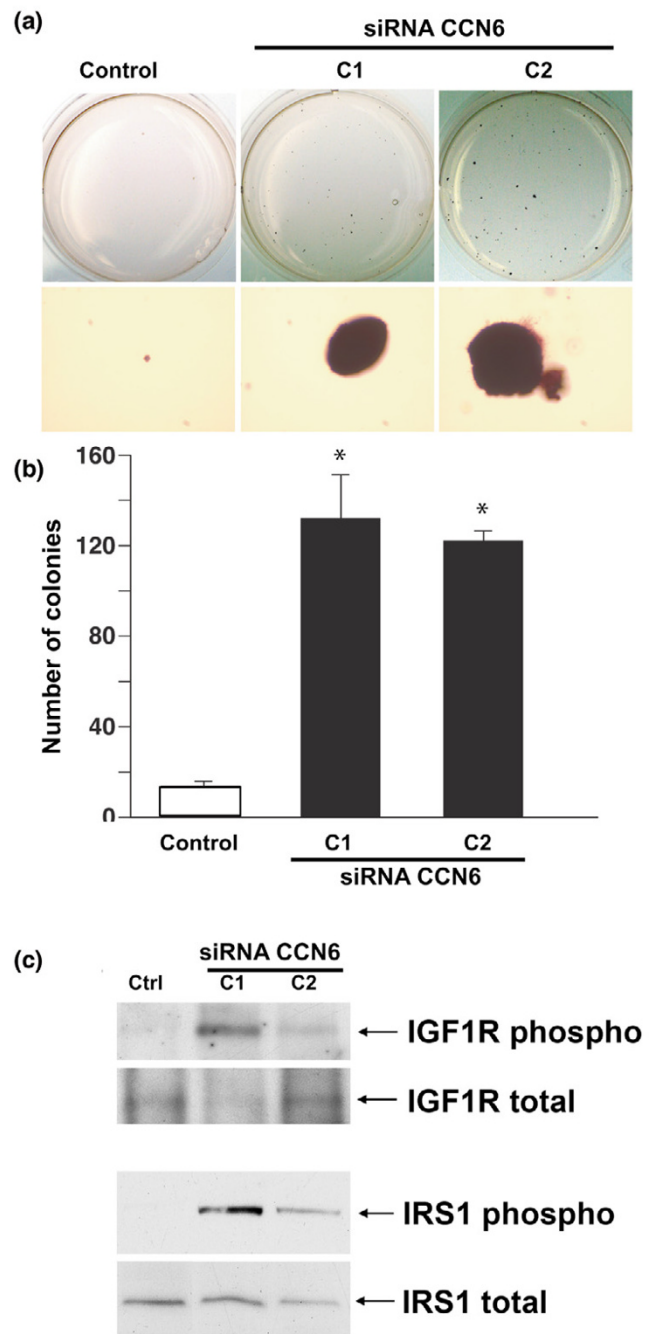 (a)
siRNA CCN6
Control C1 C2
(b)
160
120
80
40
0
Number of colonies
* *
Control C1 C2
siRNA CCN6
(c)
siRNA CCN6
Ctrl C1 C2
IGF1R phospho
IGF1R total
IRS1 phospho
IRS1 total